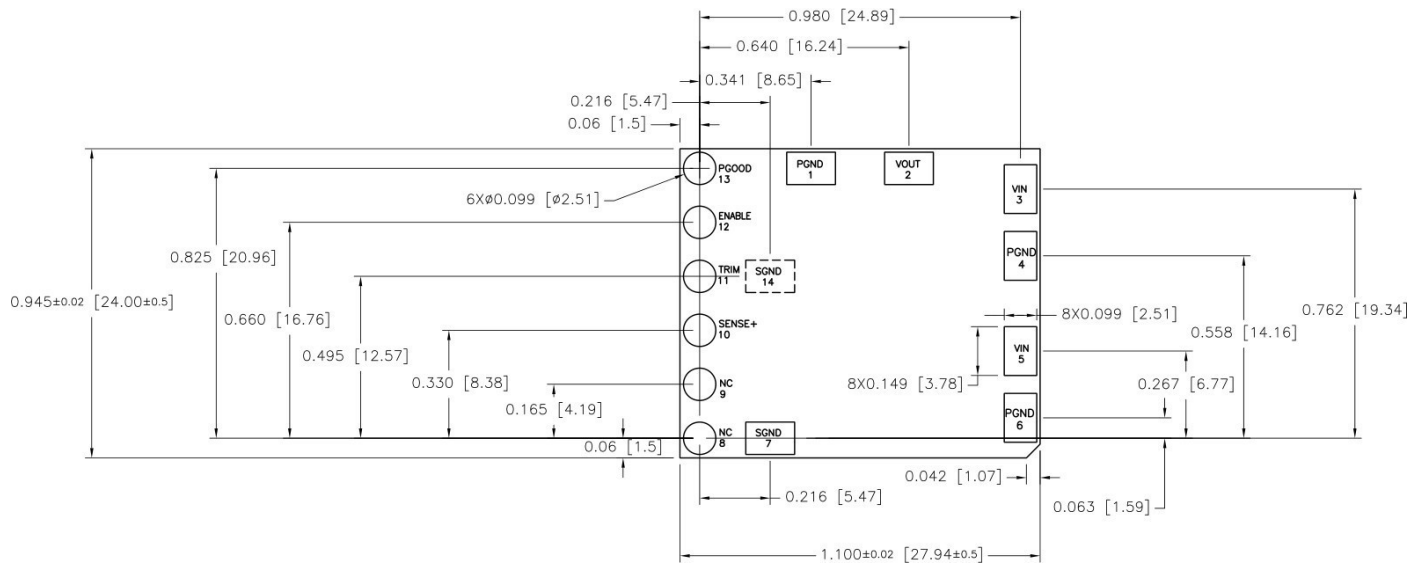 0.980 [24.89]
0.640 [16.24]
0.341 [8.65]
0.216 [5.47]
0.06 [1.5]
PGOOD
13
PGND
1
VOUT
2
VIN
3
6XØ0.099 [Ø2.51]
ENABLE
12
0.825 [20.96]
PGND
4
TRIM
11
SGND
14
0.945±0.02 [24.00±0.5]
0.762 [19.34]
0.660 [16.76]
8X0.099 [2.51]
SENSE+
10
0.558 [14.16]
0.495 [12.57]
VIN
5
0.330 [8.38]
8X0.149 [3.78]
0.267 [6.77]
NC
9
0.165 [4.19]
PGND
6
NC
8
SGND
7
0.06 [1.5]
0.042 [1.07]
0.216 [5.47]
0.063 [1.59]
1.100±0.02 [27.94±0.5]